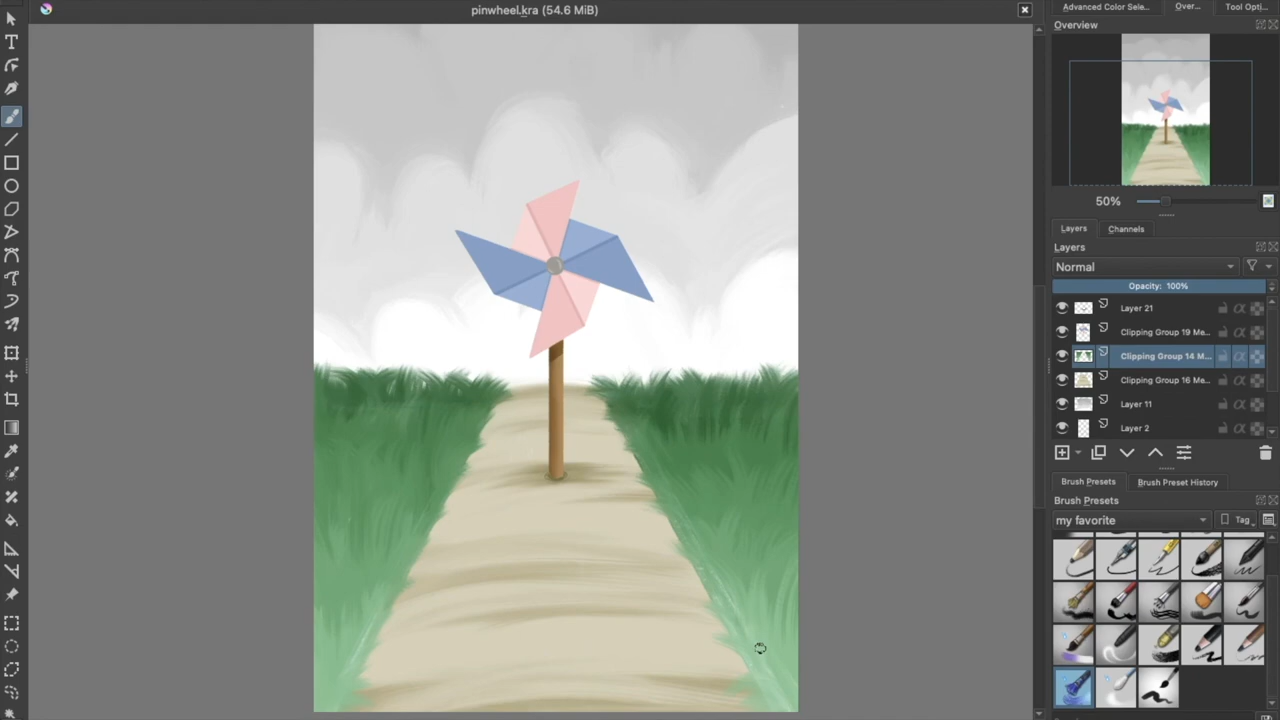 pinwheel.kra (54.6 MiB)
Advanced Color Sele...
Over...
Tool Opti...
Overview
50%
Layers
Channels
Layers
Normal
Opacity: 100%
Layer 21
Clipping Group 19 Me...
Clipping Group 14 M...
Clipping Group 16 Me...
Layer 11
Layer 2
Brush Presets
Brush Preset History
Brush Presets
my favorite
Tag